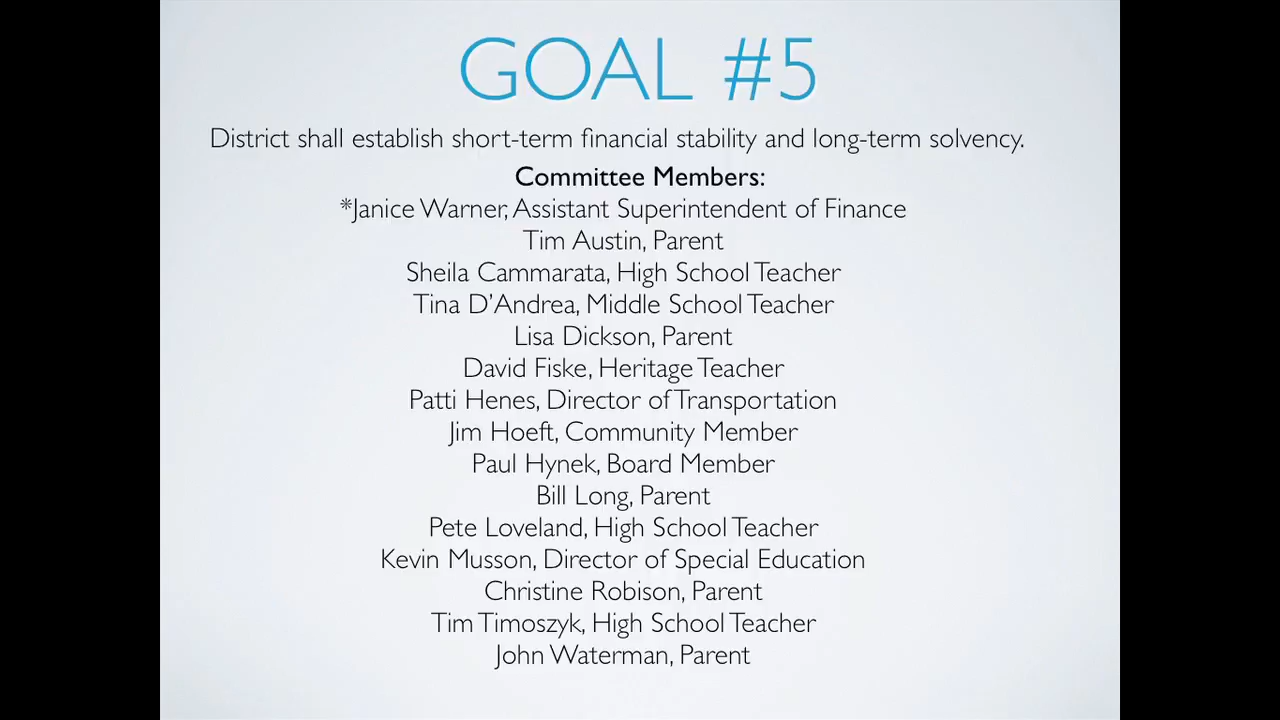 GOAL #5
District shall establish short-term financial stability and long-term solvency.
Committee Members:
*Janice Warner, Assistant Superintendent of Finance
Tim Austin, Parent
Sheila Cammarata, High School Teacher
Tina D’Andrea, Middle School Teacher
Lisa Dickson, Parent
David Fiske, Heritage Teacher
Patti Henes, Director of Transportation
Jim Hoeft, Community Member
Paul Hynek, Board Member
Bill Long, Parent
Pete Loveland, High School Teacher
Kevin Musson, Director of Special Education
Christine Robison, Parent
Tim Timoszyk, High School Teacher
John Waterman, Parent